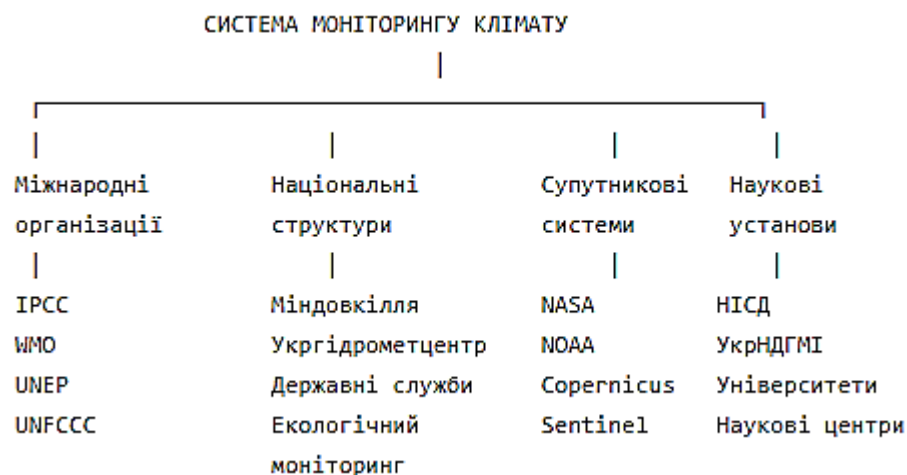 СИСТЕМА МОНІТОРИНГУ КЛІМАТУ
Міжнародні Національні Супутникові Наукові
організації структури системи установи
IPCC Міндовкілля NASA НІСД
WMO Укргідрометцентр NOAA УкрНДГМІ
UNEP Державні служби Copernicus Університети
UNFCCC Екологічний Sentinel Наукові центри
моніторинг